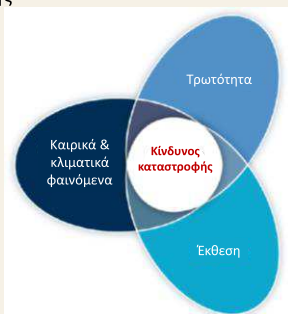 Τρωτότητα
Καιρικά &
κλιματικά
φαινόμενα
Κίνδυνος
καταστροφής
Έκθεση